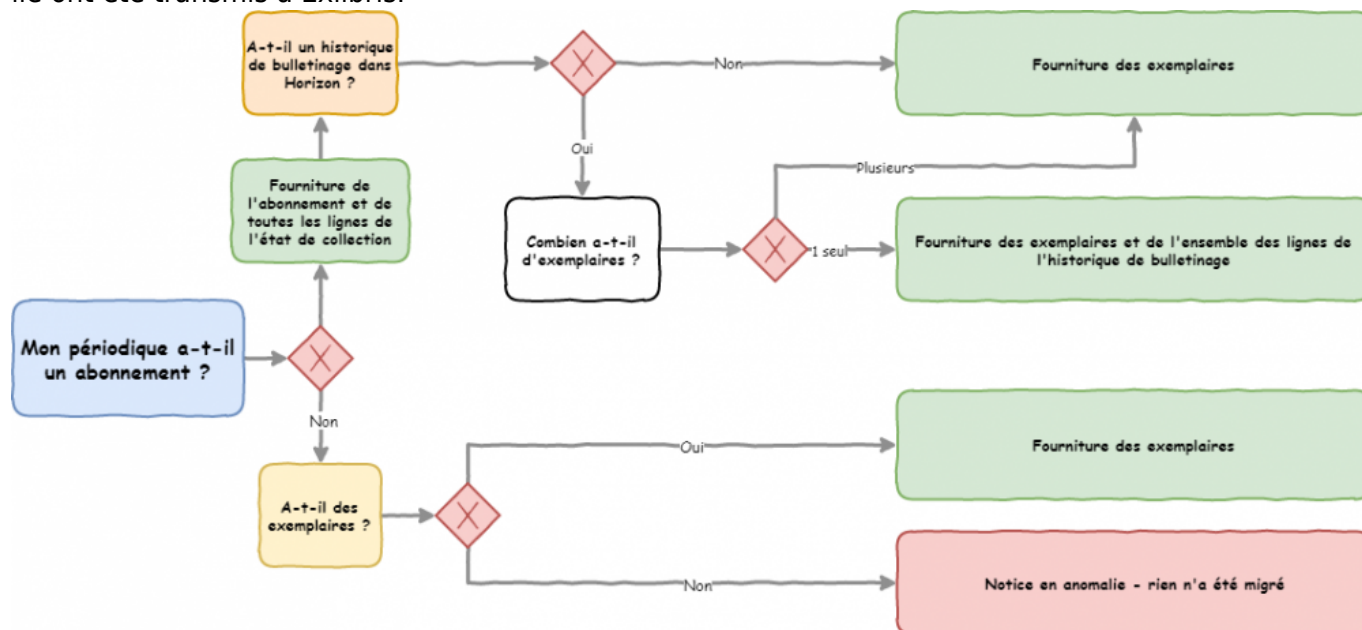 A-t-il un historique
de bulletinage dans
Horizon ?
Non
Fourniture des exemplaires
Oui
Plusieurs
Fourniture de
l'abonnement et de
toutes les lignes de
l'état de collection
Combien a-t-il
d'exemplaires ?
1 seul
Fourniture des exemplaires et de l'ensemble des lignes de
l'historique de bulletinage
Mon périodique a-t-il
un abonnement ?
Non
A-t-il des
exemplaires ?
Oui
Fourniture des exemplaires
Non
Notice en anomalie - rien n'a été migré